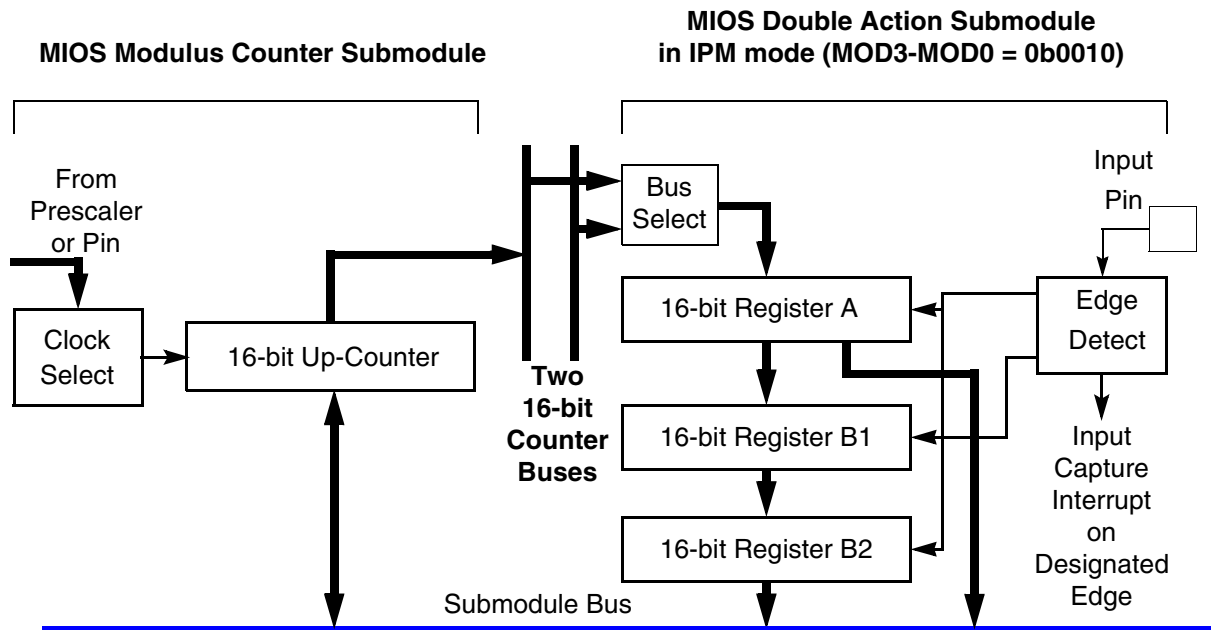 MIOS Modulus Counter Submodule
MIOS Double Action Submodule
in IPM mode (MOD3-MOD0 = 0b0010)
From
Prescaler
or Pin
Clock
Select
16-bit Up-Counter
Two
16-bit
Counter
Buses
Bus
Select
16-bit Register A
16-bit Register B1
16-bit Register B2
Input
Pin
Edge
Detect
Input
Capture
Interrupt
on
Designated
Edge
Submodule Bus